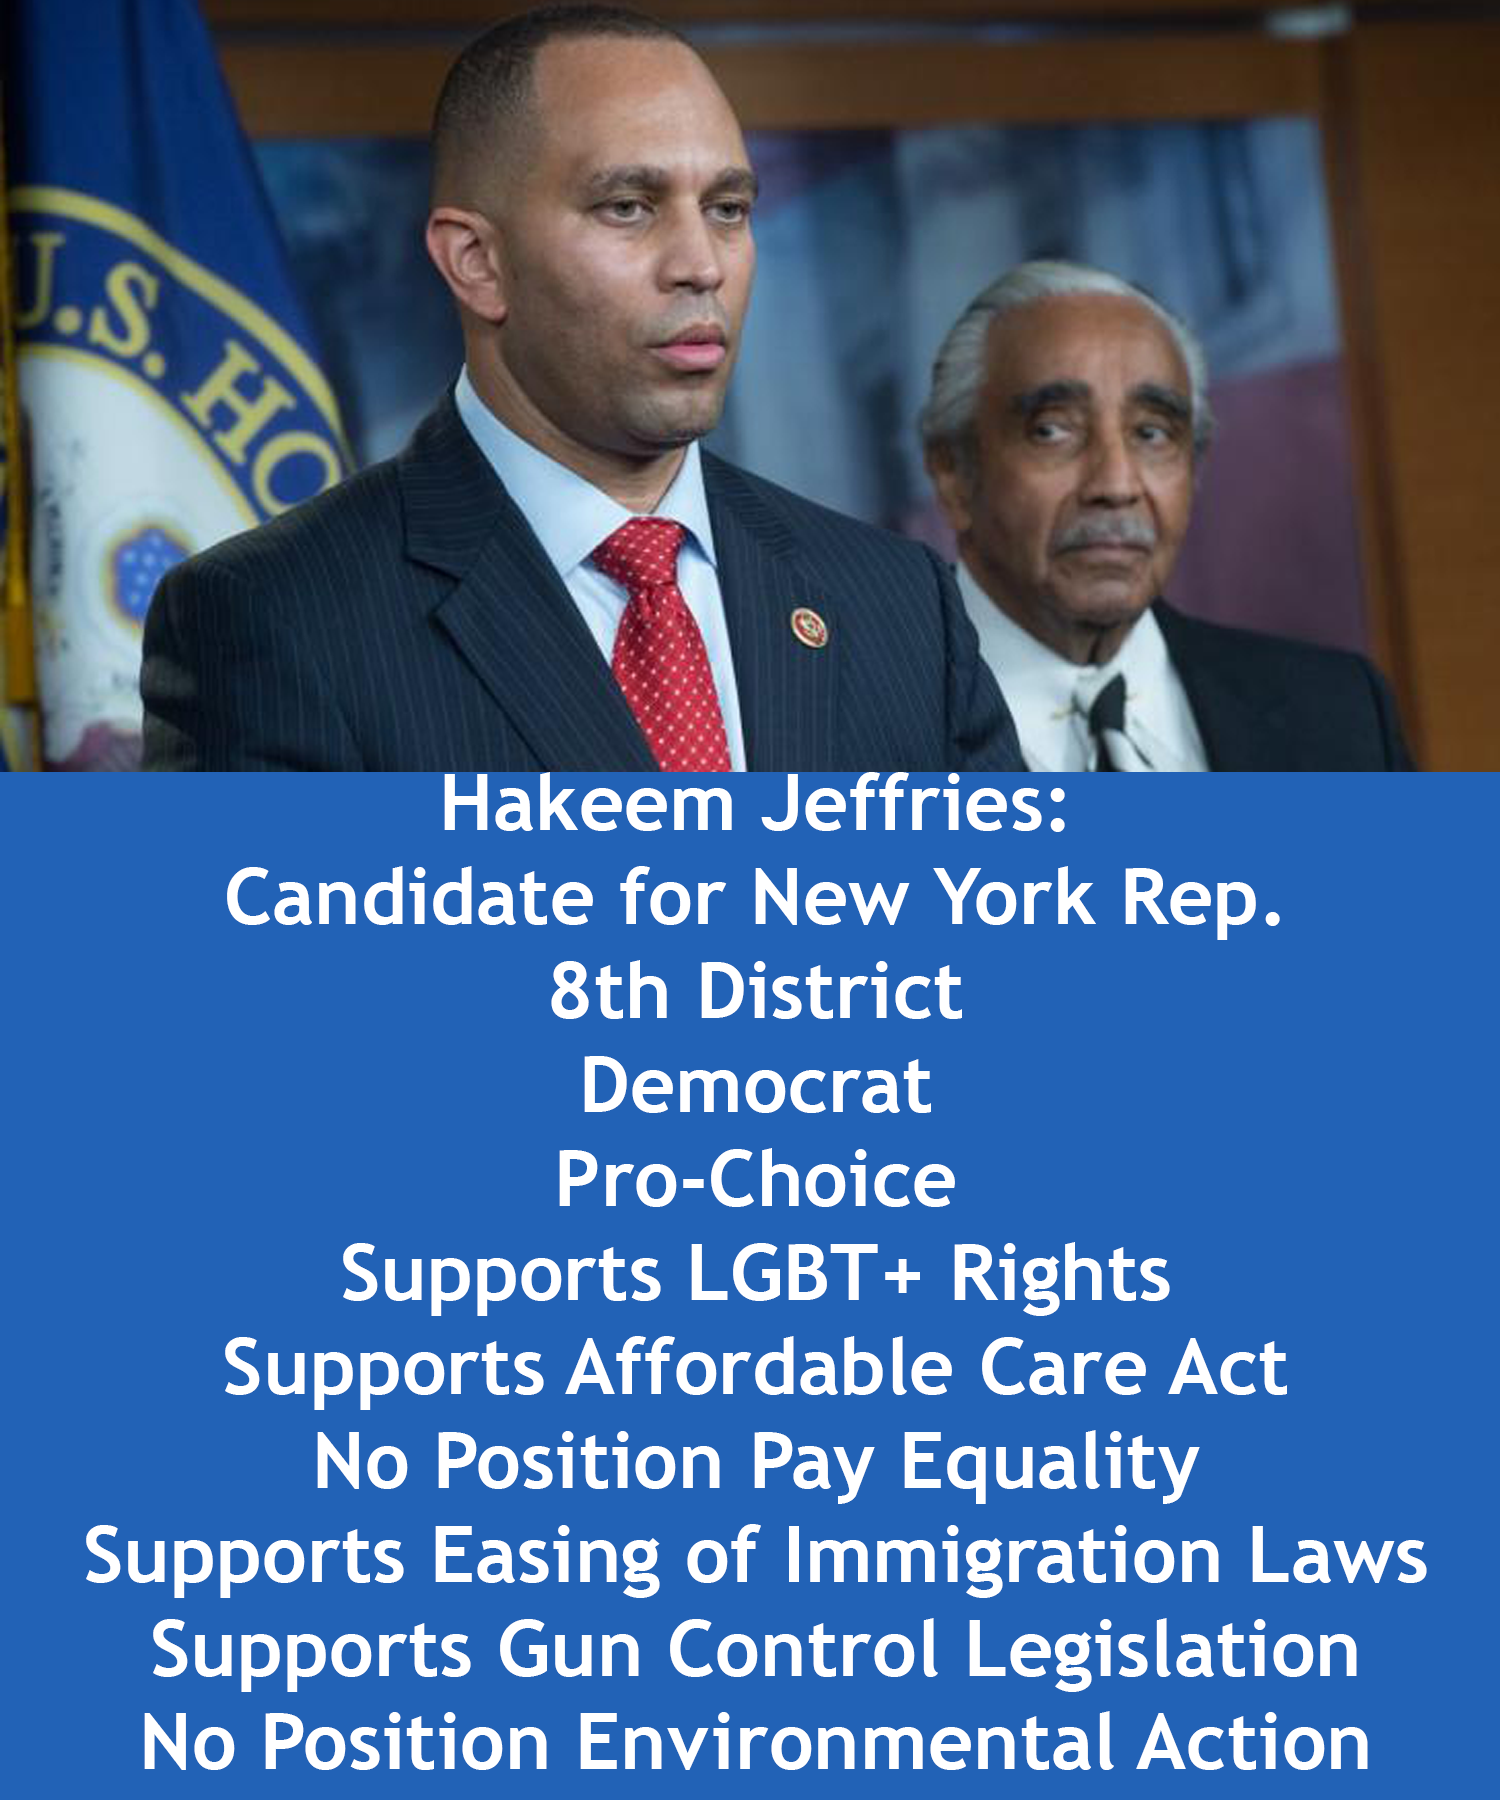 U.S. HO
Hakeem Jeffries:
Candidate for New York Rep.
8th District
Democrat
Pro-Choice
Supports LGBT+ Rights
Supports Affordable Care Act
No Position Pay Equality
Supports Easing of Immigration Laws
Supports Gun Control Legislation
No Position Environmental Action